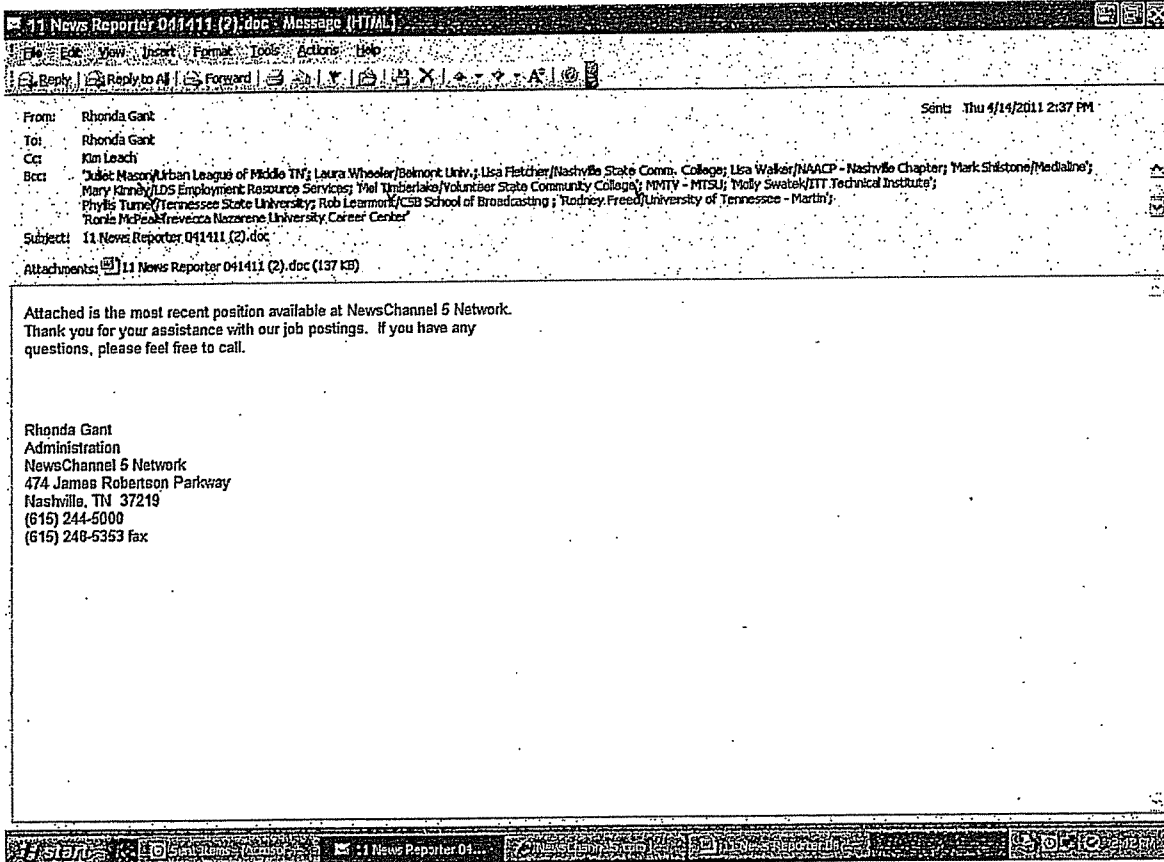 11 News Reporter 041411 (2).doc - Message (HTML)
File Edit View Insert Format Tools Actions Help
Reply Reply to All Forward
From: Rhonda Gant Sent: Thu 4/14/2011 2:37 PM
To: Rhonda Gant
Cc: Kim Leach
Bcc: 'Juliet Mason/Urban League of Middle TN'; Laura Wheeler/Belmont Univ.; Lisa Fletcher/Nashville State Comm. College; Lisa Walker/NAACP - Nashville Chapter; 'Mark Shilstone/Medialine';
Mary Kinney/LDS Employment Resource Services; 'Mel Timberlake/Volunteer State Community College'; MMTV - MTSU; 'Molly Swatek/ITT Technical Institute';
Phyllis Turner/Tennessee State University; Rob Learmont/CSB School of Broadcasting ; 'Rodney Freed/University of Tennessee - Martin';
'Ronie McPeak/Trevecca Nazarene University Career Center'
Subject: 11 News Reporter 041411 (2).doc
Attachments: 11 News Reporter 041411 (2).doc (137 KB)
Attached is the most recent position available at NewsChannel 5 Network.
Thank you for your assistance with our job postings. If you have any
questions, please feel free to call.
Rhonda Gant
Administration
NewsChannel 5 Network
474 James Robertson Parkway
Nashville, TN 37219
(615) 244-5000
(615) 248-5353 fax
start 11 News Reporter 04...